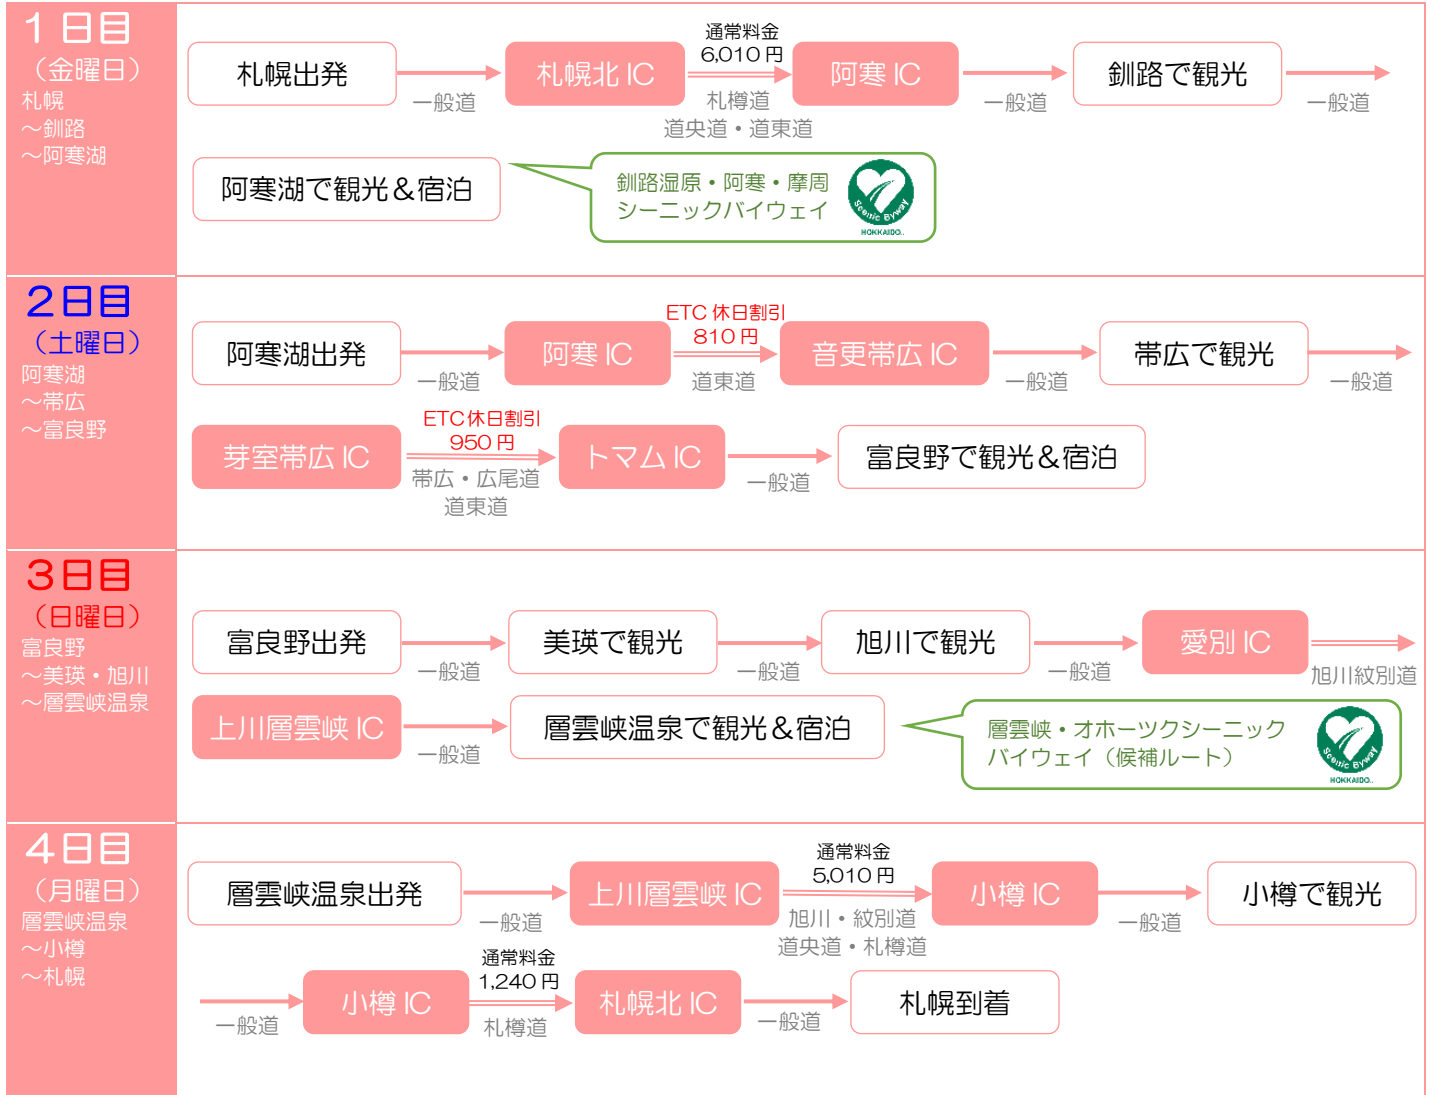 1日目
（金曜日）
札幌
～釧路
～阿寒湖
札幌出発
一般道
札幌北 IC
通常料金
6,010 円
札樽道
道央道・道東道
阿寒 IC
一般道
釧路で観光
一般道
阿寒湖で観光＆宿泊
釧路湿原・阿寒・摩周
シーニックバイウェイ
Scenic Byway
HOKKAIDO..
2日目
（土曜日）
阿寒湖
～帯広
～富良野
阿寒湖出発
一般道
阿寒 IC
ETC 休日割引
810 円
道東道
音更帯広 IC
一般道
帯広で観光
一般道
芽室帯広 IC
ETC休日割引
950 円
帯広・広尾道
道東道
トマム IC
一般道
富良野で観光＆宿泊
3日目
（日曜日）
富良野
～美瑛・旭川
～層雲峡温泉
富良野出発
一般道
美瑛で観光
一般道
旭川で観光
一般道
愛別 IC
旭川紋別道
上川層雲峡 IC
一般道
層雲峡温泉で観光＆宿泊
層雲峡・オホーツクシーニック
バイウェイ（候補ルート）
Scenic Byway
HOKKAIDO..
4日目
（月曜日）
層雲峡温泉
～小樽
～札幌
層雲峡温泉出発
一般道
上川層雲峡 IC
通常料金
5,010 円
旭川・紋別道
道央道・札樽道
小樽 IC
一般道
小樽で観光
一般道
小樽 IC
通常料金
1,240 円
札樽道
札幌北 IC
一般道
札幌到着